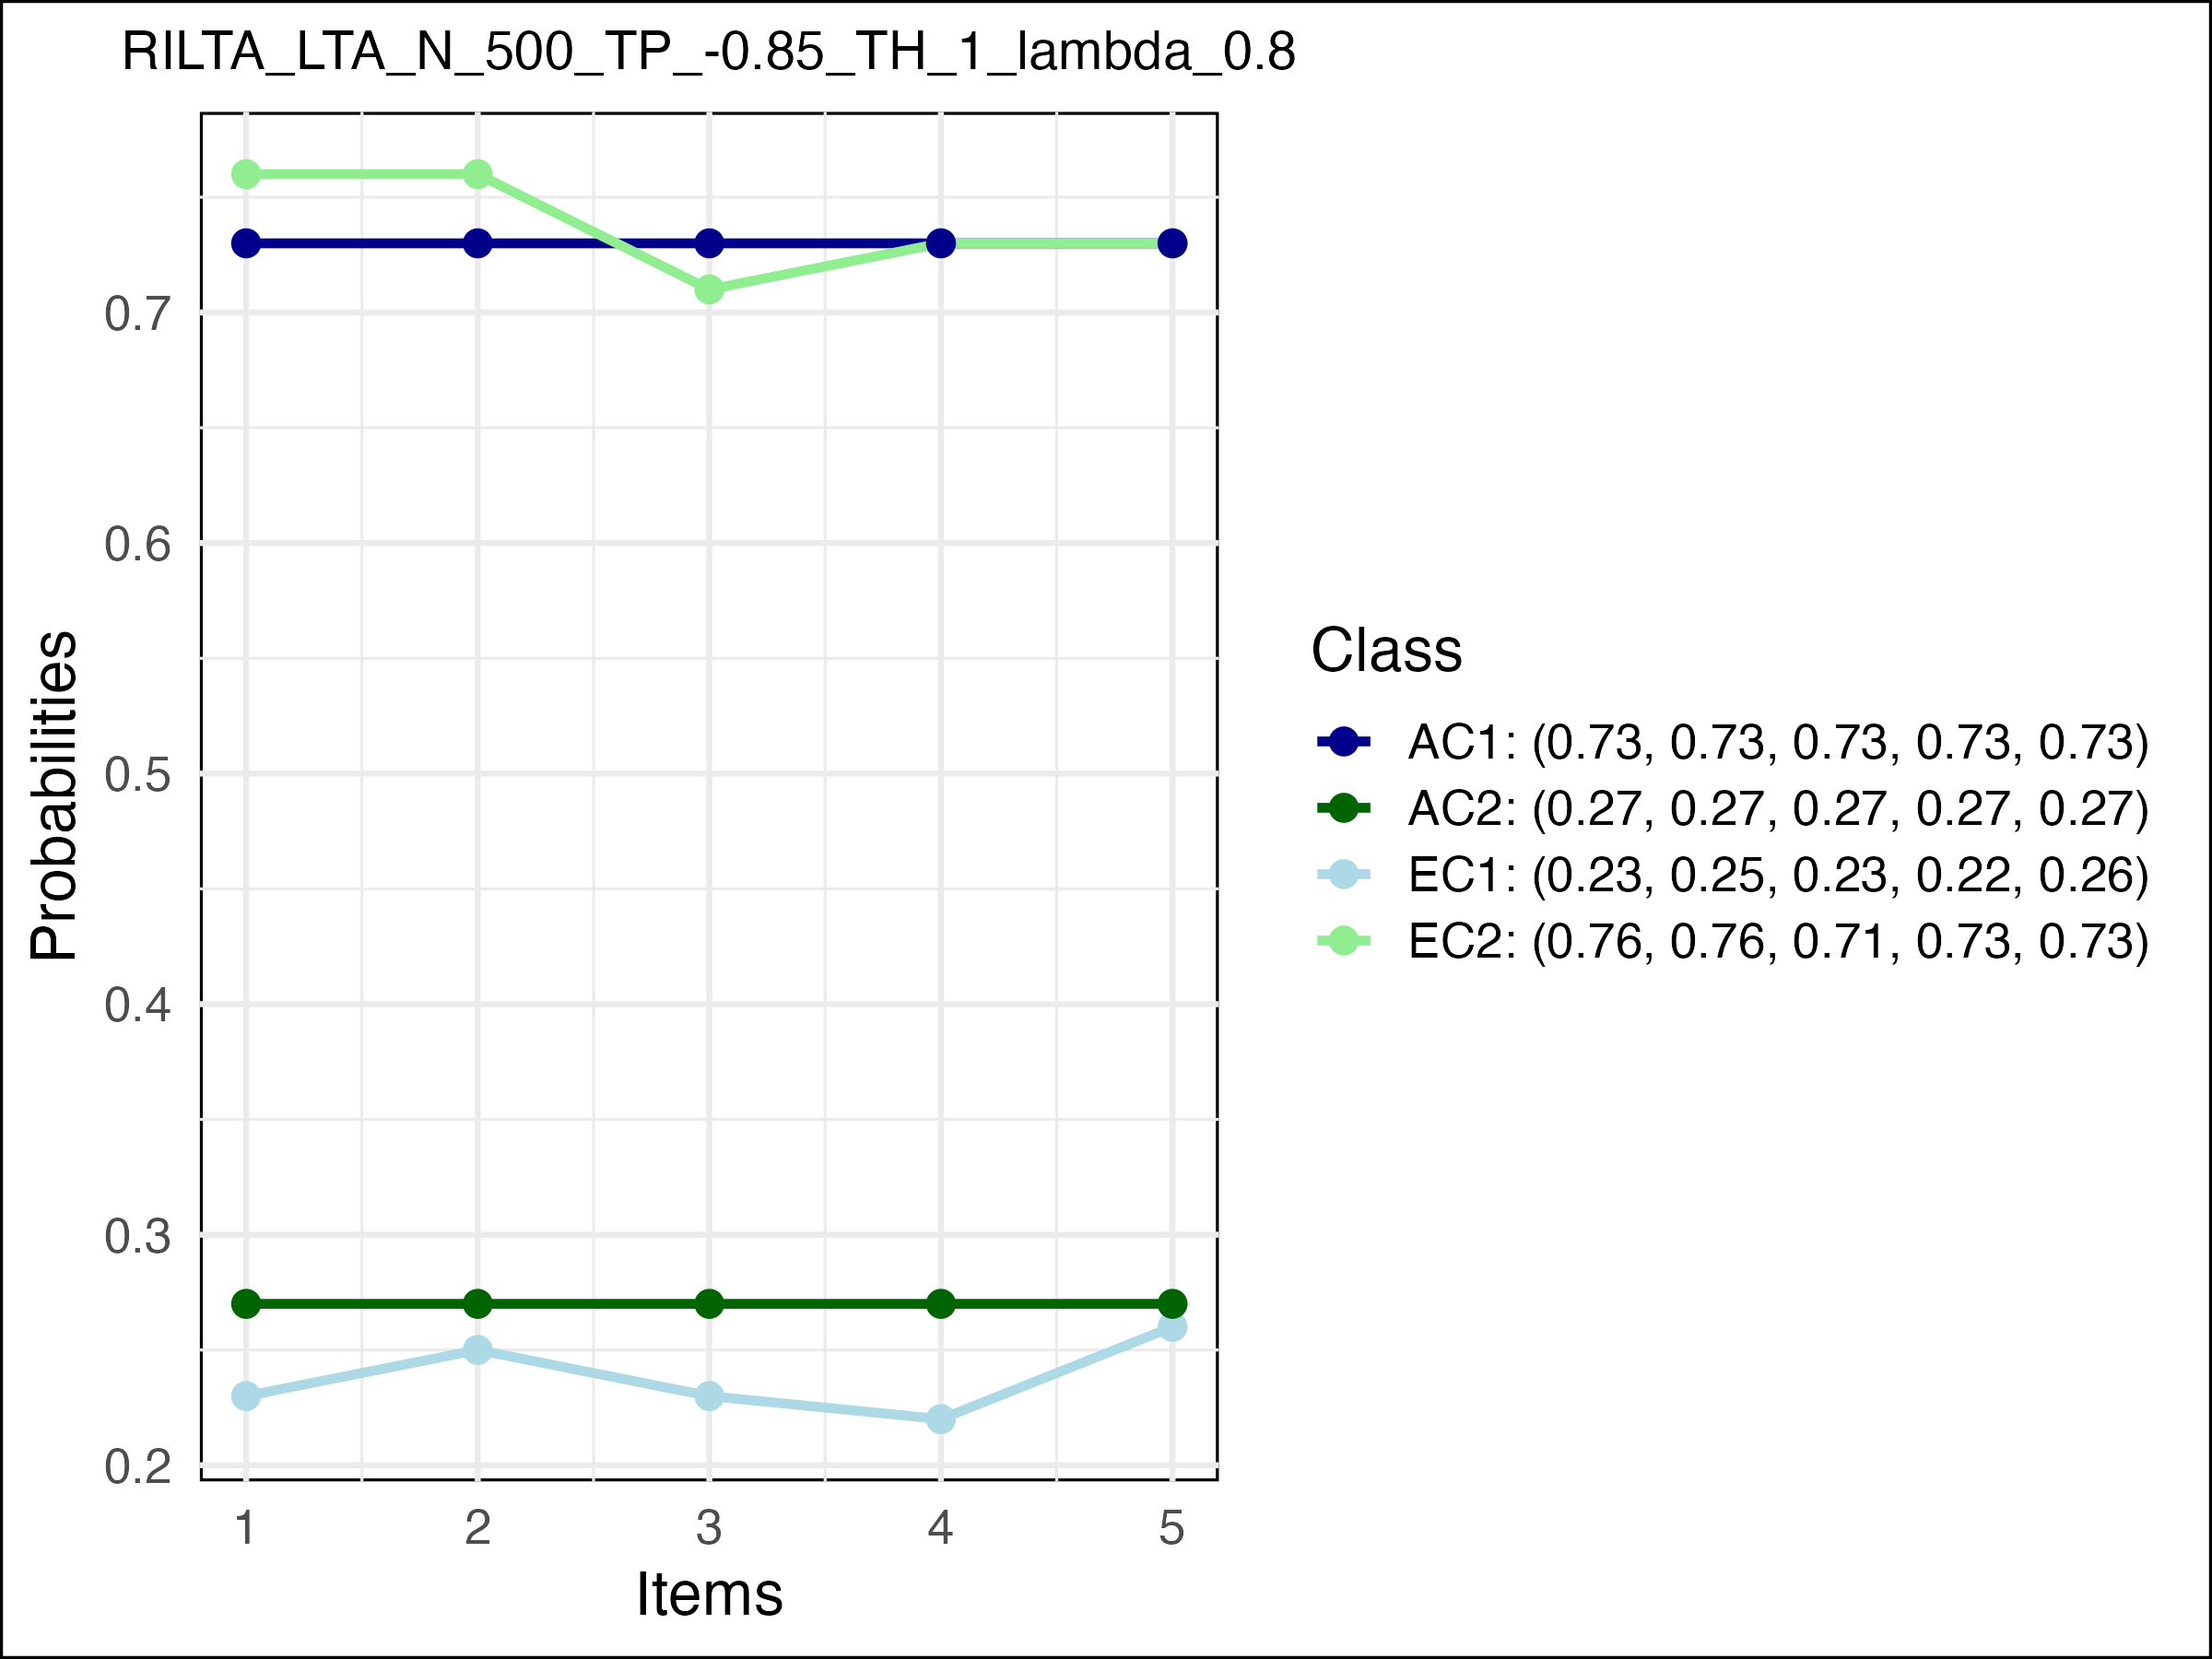 RILTA_LTA_N_500_TP_-0.85_TH_1_lambda_0.8
Probabilities
0.7
0.6
0.5
0.4
0.3
0.2
1 2 3 4 5
Items
Class
AC1: (0.73, 0.73, 0.73, 0.73, 0.73)
AC2: (0.27, 0.27, 0.27, 0.27, 0.27)
EC1: (0.23, 0.25, 0.23, 0.22, 0.26)
EC2: (0.76, 0.76, 0.71, 0.73, 0.73)